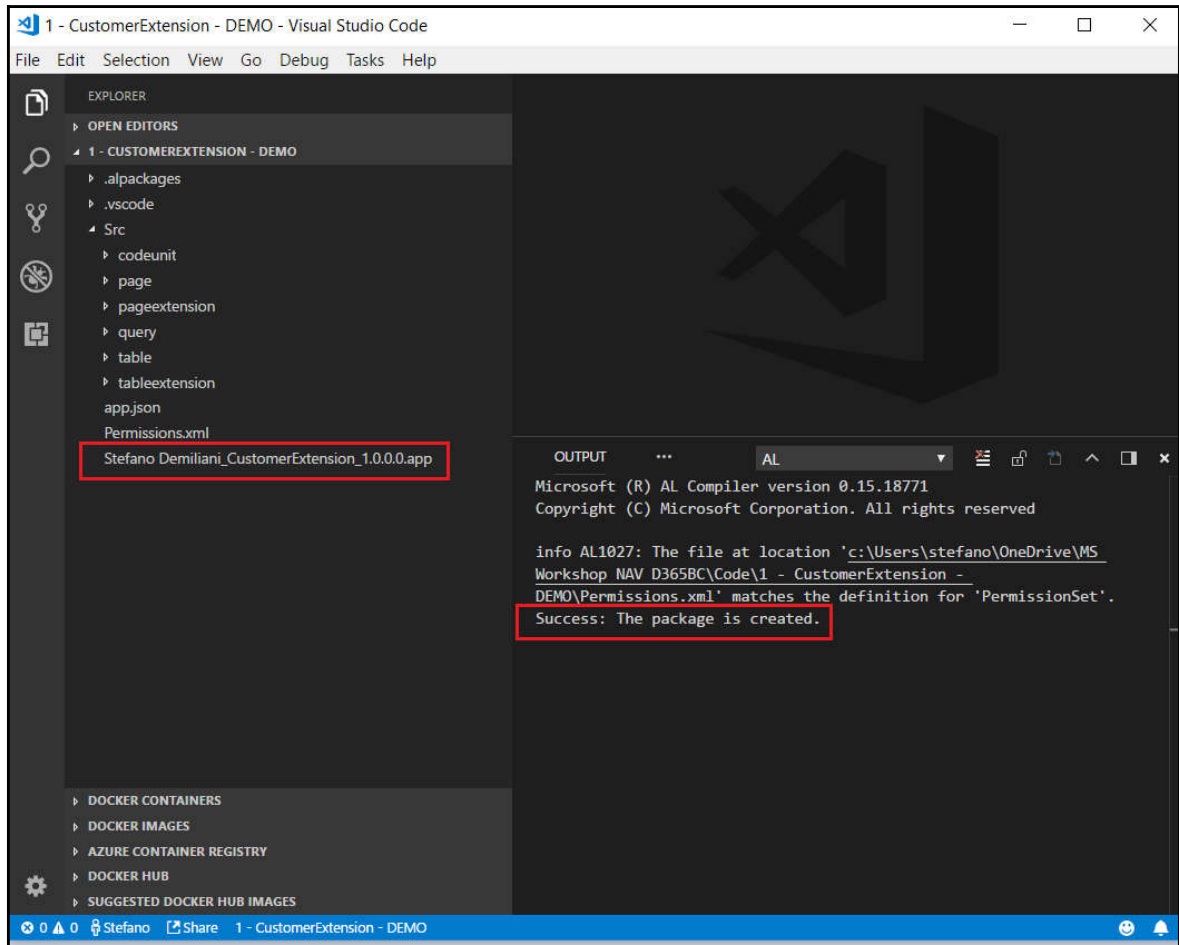 1 - CustomerExtension - DEMO - Visual Studio Code
File Edit Selection View Go Debug Tasks Help
EXPLORER
OPEN EDITORS
1 - CUSTOMEREXTENSION - DEMO
.alpackages
.vscode
Src
codeunit
page
pageextension
query
table
tableextension
app.json
Permissions.xml
Stefano Demiliani_CustomerExtension_1.0.0.0.app
DOCKER CONTAINERS
DOCKER IMAGES
AZURE CONTAINER REGISTRY
DOCKER HUB
SUGGESTED DOCKER HUB IMAGES
OUTPUT ... AL
Microsoft (R) AL Compiler version 0.15.18771
Copyright (C) Microsoft Corporation. All rights reserved
info AL1027: The file at location 'c:\Users\stefano\OneDrive\MS
Workshop NAV D365BC\Code\1 - CustomerExtension -
DEMO\Permissions.xml' matches the definition for 'PermissionSet'.
Success: The package is created.
0 0 Stefano Share 1 - CustomerExtension - DEMO